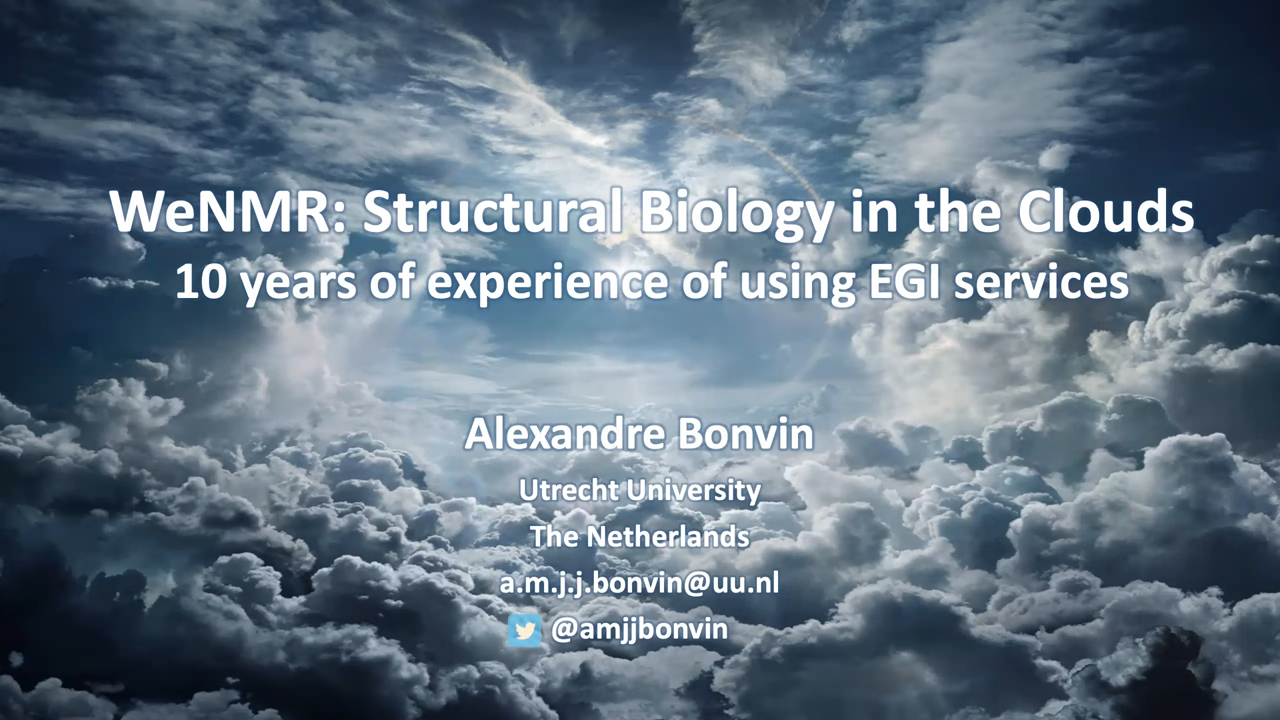 WeNMR: Structural Biology in the Clouds
10 years of experience of using EGI services
Alexandre Bonvin
Utrecht University
The Netherlands
a.m.j.j.bonvin@uu.nl
@amjjbonvin